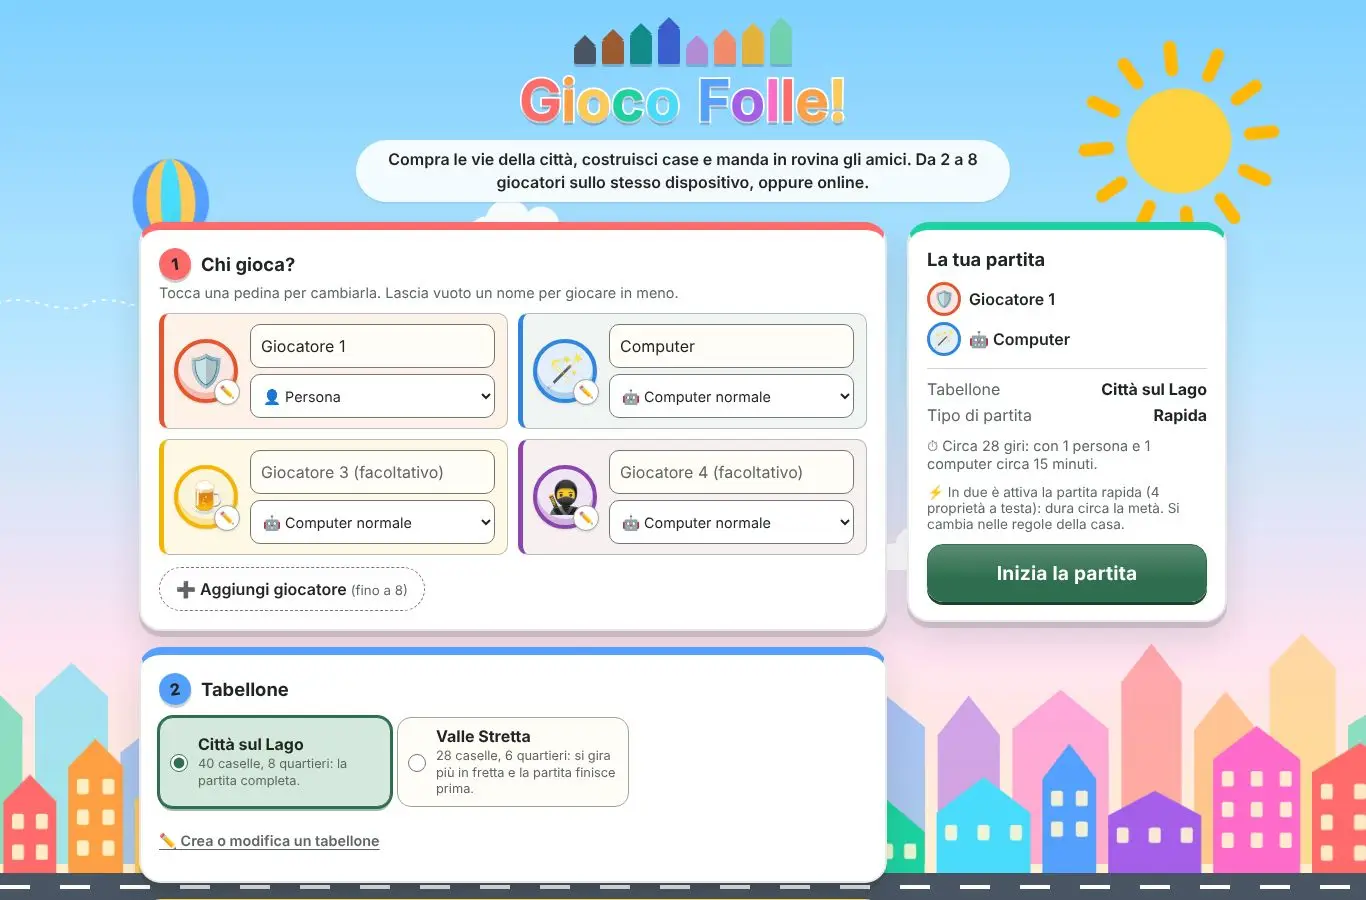 Gioco Folle!
Compra le vie della città, costruisci case e manda in rovina gli amici. Da 2 a 8
giocatori sullo stesso dispositivo, oppure online.
1 Chi gioca?
Tocca una pedina per cambiarla. Lascia vuoto un nome per giocare in meno.
Giocatore 1
👤 Persona
Computer
🤖 Computer normale
Giocatore 3 (facoltativo)
🤖 Computer normale
Giocatore 4 (facoltativo)
🤖 Computer normale
➕ Aggiungi giocatore (fino a 8)
2 Tabellone
Città sul Lago
40 caselle, 8 quartieri: la
partita completa.
Valle Stretta
28 caselle, 6 quartieri: si gira
più in fretta e la partita finisce
prima.
✏️ Crea o modifica un tabellone
La tua partita
Giocatore 1
🤖 Computer
Tabellone Città sul Lago
Tipo di partita Rapida
⏱ Circa 28 giri: con 1 persona e 1
computer circa 15 minuti.
⚡ In due è attiva la partita rapida (4
proprietà a testa): dura circa la metà. Si
cambia nelle regole della casa.
Inizia la partita